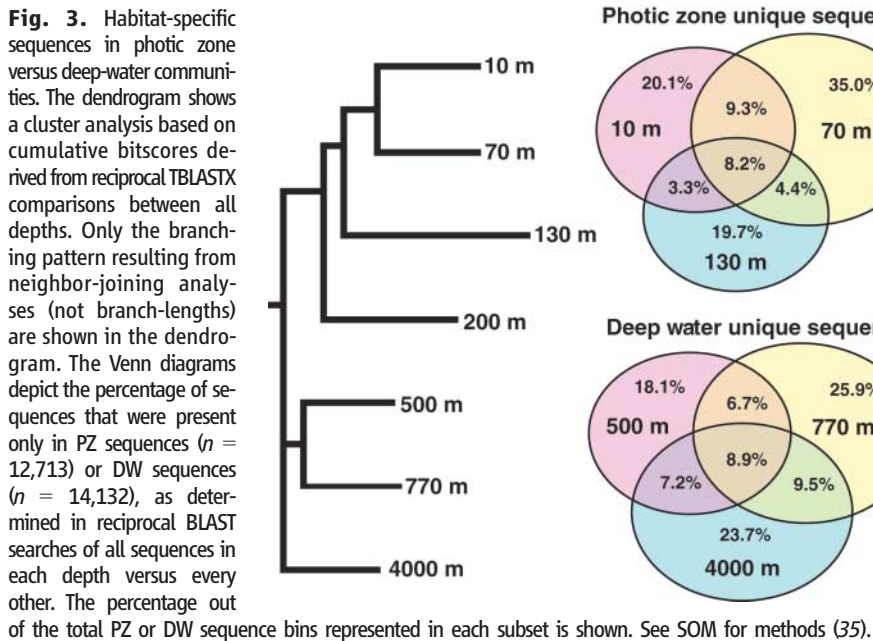 Fig. 3. Habitat-specific
sequences in photic zone
versus deep-water communi-
ties. The dendrogram shows
a cluster analysis based on
cumulative bitscores de-
rived from reciprocal TBLASTX
comparisons between all
depths. Only the branch-
ing pattern resulting from
neighbor-joining analy-
ses (not branch-lengths)
are shown in the dendro-
gram. The Venn diagrams
depict the percentage of se-
quences that were present
only in PZ sequences (n =
12,713) or DW sequences
(n = 14,132), as deter-
mined in reciprocal BLAST
searches of all sequences in
each depth versus every
other. The percentage out
of the total PZ or DW sequence bins represented in each subset is shown. See SOM for methods (35).
10 m
70 m
130 m
200 m
500 m
770 m
4000 m
Photic zone unique seque
20.1%
9.3%
35.0%
10 m
70 m
8.2%
3.3%
4.4%
19.7%
130 m
Deep water unique seque
18.1%
6.7%
25.9%
500 m
770 m
8.9%
7.2%
9.5%
23.7%
4000 m